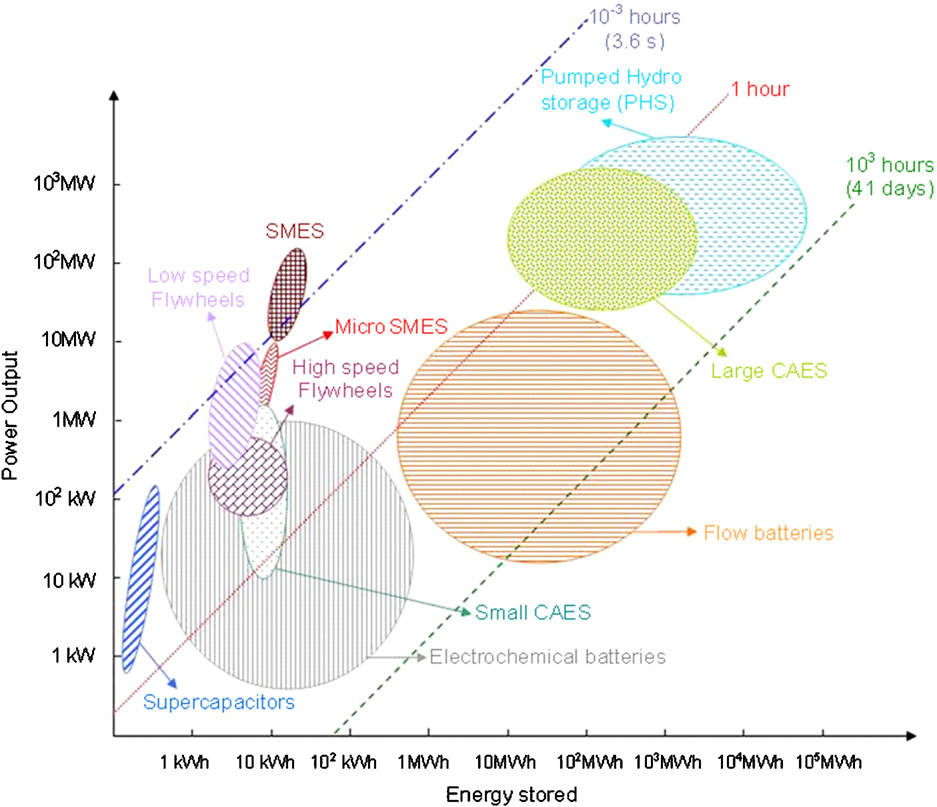 10⁻³ hours
(3.6 s)
Pumped Hydro
storage (PHS)
1 hour
10³ hours
(41 days)
10³MW
SMES
10²MW
Low speed
Flywheels
Micro SMES
10MW
High speed
Flywheels
Large CAES
1MW
Power Output
10² kW
Flow batteries
10 kW
Small CAES
1 kW
Electrochemical batteries
Supercapacitors
1 kWh
10 kWh
10² kWh
1MWh
10MWh
10²MWh
10³MWh
10⁴MWh
10⁵MWh
Energy stored